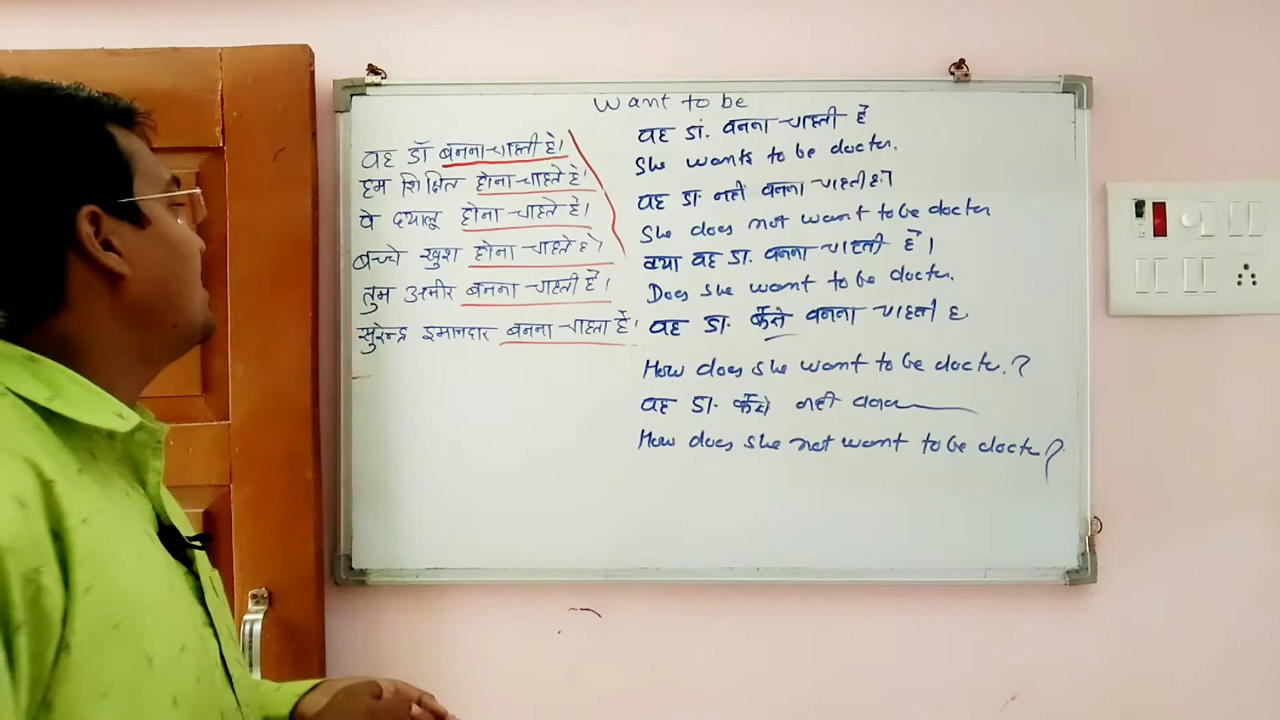 want to be
वह डॉ बनना चाहती है।
हम शिक्षित होना चाहते है।
वे दयालू होना चाहते है।
बच्चे खुश होना चाहते है।
तुम अमीर बनना चाहती हैं।
सुरेन्द्र इमानदार बनना चाहता हैं।
वह डां. बनना चाहती है
She wants to be doctor.
वह डा. नही बनना चाहती है।
She does not want to be doctor
क्या वह डा. बनना चाहती हैं।
Does she want to be doctor.
वह डा. कैसे बनना चाहती है
How does she want to be doctor.?
वह डा. कैसे नही बनना
How does she not want to be doctor?